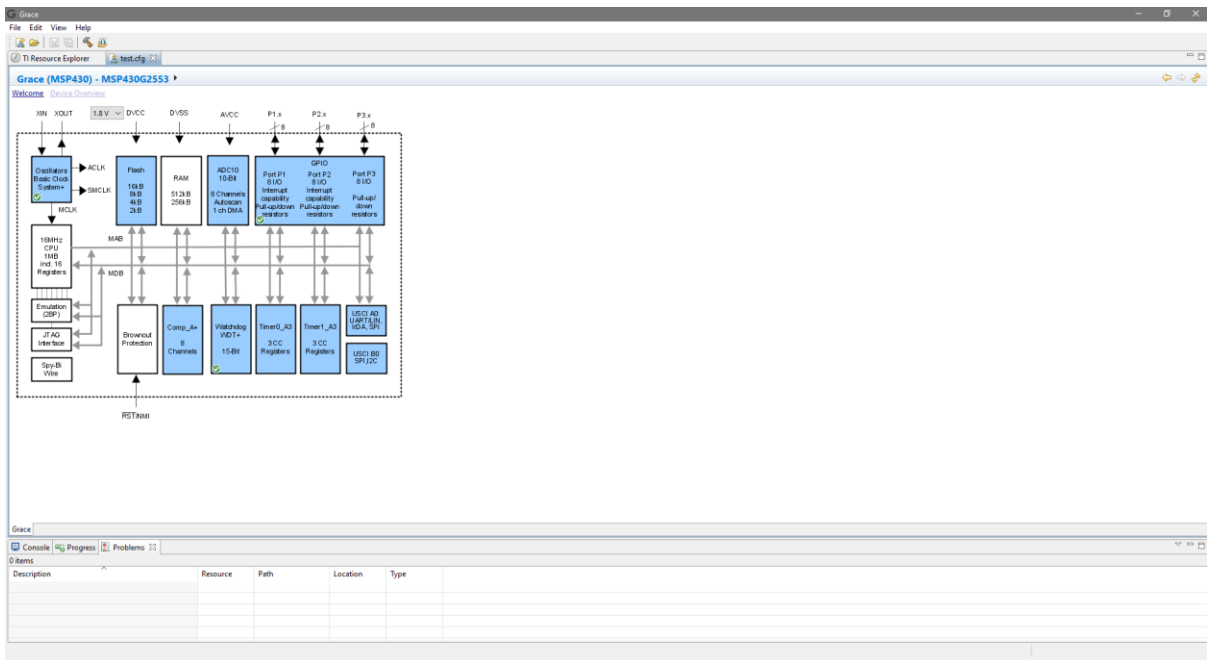 Grace
File Edit View Help
TI Resource Explorer
test.cfg
Grace (MSP430) - MSP430G2553
Welcome Device Overview
XIN XOUT 1.8 V DVCC DVSS AVCC P1.x P2.x P3.x
8 8 8
Oscillators
Basic Clock
System+
ACLK
SMCLK
MCLK
Flash
16kB
8kB
4kB
2kB
RAM
512kB
256kB
ADC10
10-Bit
8 Channels
Autoscan
1 ch DMA
GPIO
Port P1
8 I/O
Interrupt
capability
Pull-up/down
resistors
Port P2
8 I/O
Interrupt
capability
Pull-up/down
resistors
Port P3
8 I/O
Pull-up/
down
resistors
16MHz
CPU
1MB
incl. 16
Registers
MAB
MDB
Emulation
(2BP)
JTAG
Interface
Spy-Bi
Wire
Brownout
Protection
Comp_A+
8
Channels
Watchdog
WDT+
15-Bit
Timer0_A3
3 CC
Registers
Timer1_A3
3 CC
Registers
USCI A0
UART/LIN,
IrDA, SPI
USCI B0
SPI,I2C
RST/NMI
Grace
Console Progress Problems
0 items
Description Resource Path Location Type